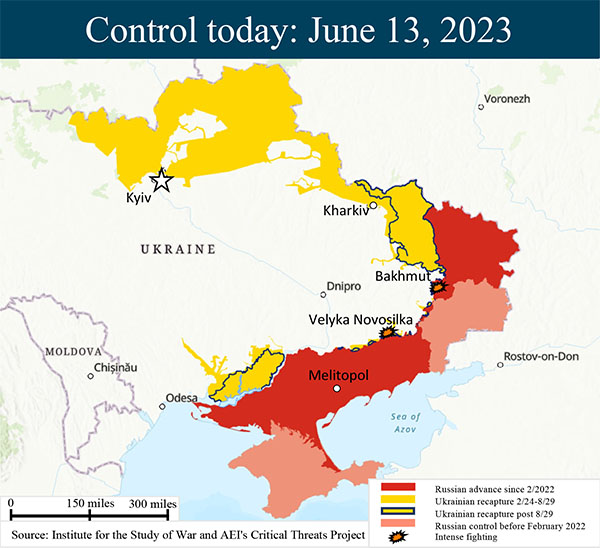 Control today: June 13, 2023
Voronezh
Kyiv
Kharkiv
UKRAINE
Bakhmut
Dnipro
Velyka Novosilka
MOLDOVA
Chișinău
Rostov-on-Don
Melitopol
Odesa
Sea of
Azov
0 150 miles 300 miles
Russian advance since 2/2022
Ukrainian recapture 2/24-8/29
Ukrainian recapture post 8/29
Russian control before February 2022
Intense fighting
Source: Institute for the Study of War and AEI's Critical Threats Project